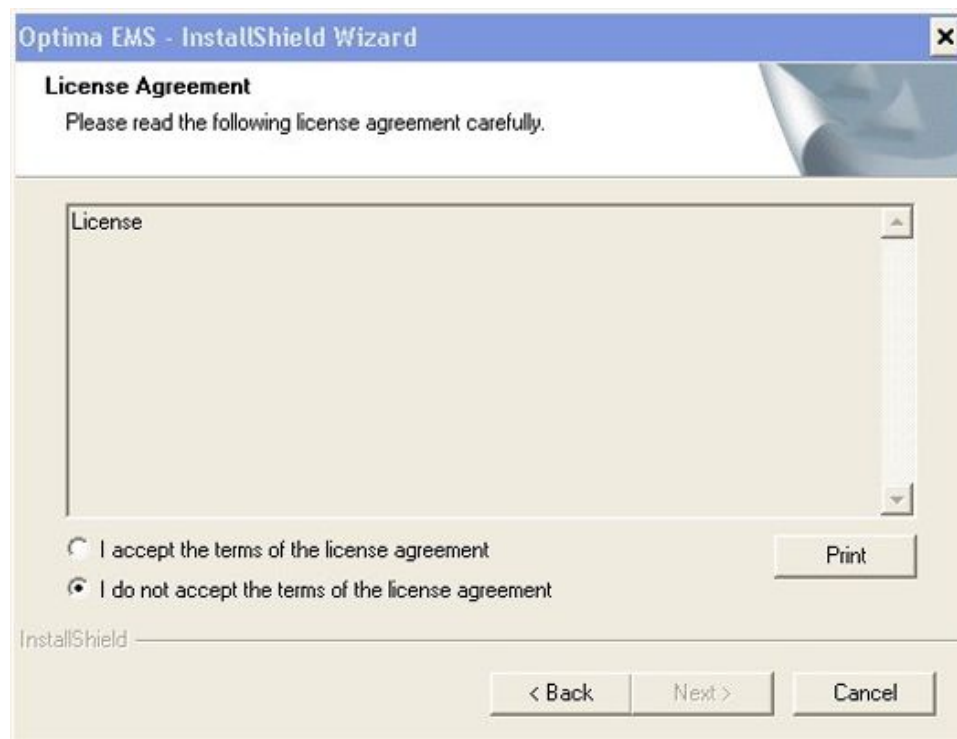 Optima EMS - InstallShield Wizard
License Agreement
Please read the following license agreement carefully.
License
I accept the terms of the license agreement
Print
I do not accept the terms of the license agreement
InstallShield
< Back
Next >
Cancel